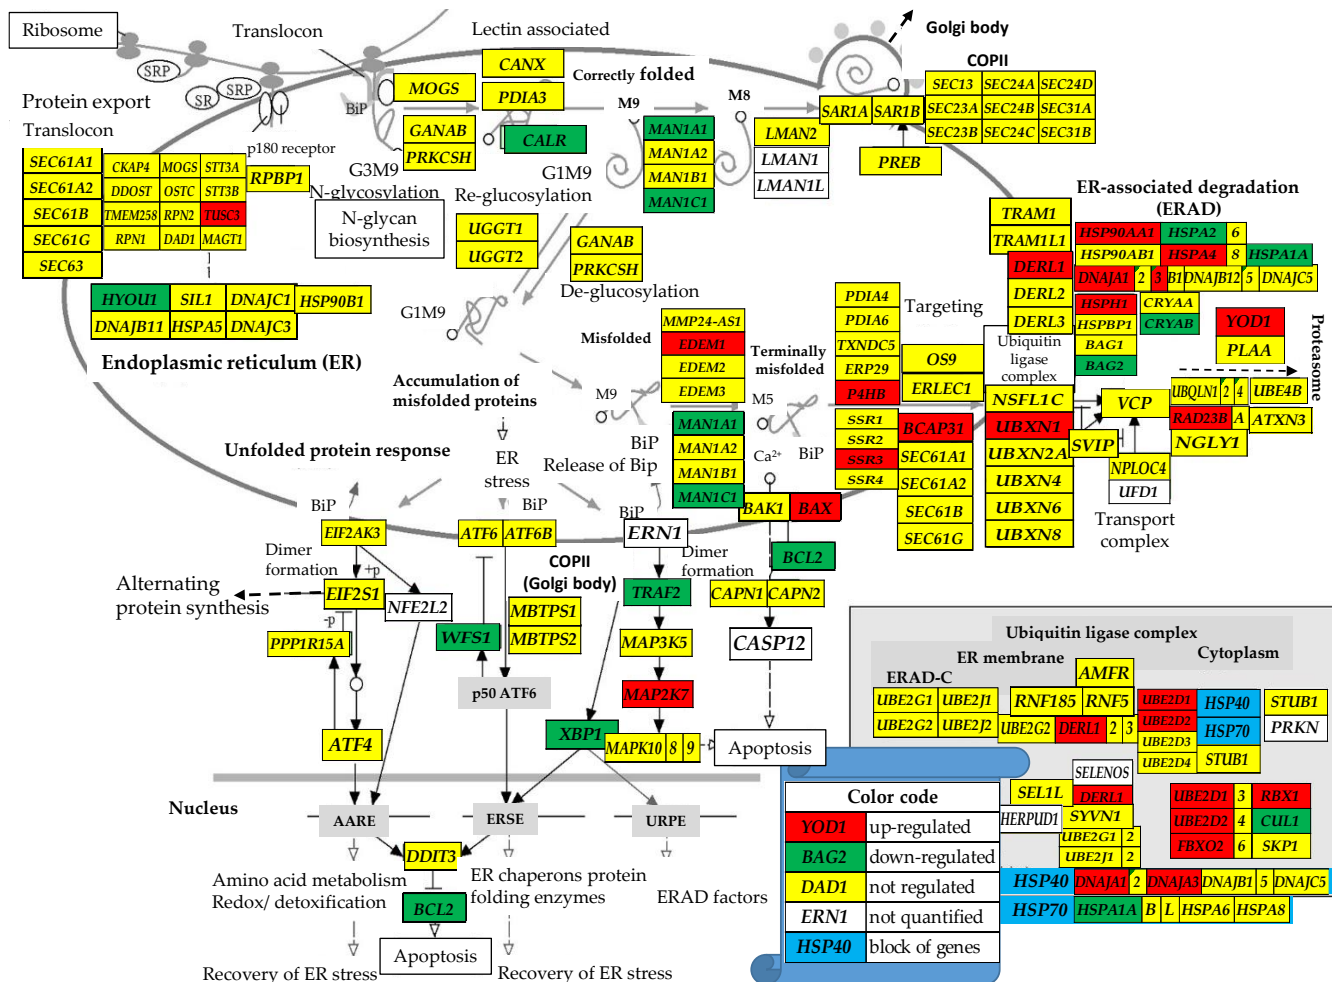 Ribosome
Translocon
Lectin associated
Golgi body
COPII
SRP
SRP
SR
BiP
MOGS
CANX
PDIA3
CALR
Correctly folded
M9
M8
SAR1A SAR1B
SEC13 SEC24A SEC24D
SEC23A SEC24B SEC31A
SEC23B SEC24C SEC31B
Protein export
Translocon
p180 receptor
GANAB
PRKCSH
G3M9
N-glycosylation
N-glycan
biosynthesis
G1M9
Re-glucosylation
MAN1A1
MAN1A2
MAN1B1
MAN1C1
LMAN2
LMAN1
LMAN1L
PREB
SEC61A1
SEC61A2
SEC61B
SEC61G
SEC63
CKAP4 MOGS STT3A
DDOST OSTC STT3B
TMEM258 RPN2 TUSC3
RPN1 DAD1 MAGT1
RPBP1
UGGT1
UGGT2
GANAB
PRKCSH
De-glucosylation
HYOU1 SIL1 DNAJC1 HSP90B1
DNAJB11 HSPA5 DNAJC3
Endoplasmic reticulum (ER)
G1M9
TRAM1
TRAM1L1
DERL1
DERL2
DERL3
ER-associated degradation
(ERAD)
HSP90AA1 HSPA2 6
HSP90AB1 HSPA4 8 HSPA1A
DNAJA1 2 3 B1 DNAJB12 5 DNAJC5
HSPH1 CRYAA
HSPBP1 CRYAB
BAG1
BAG2
YOD1
PLAA
Proteasome
Misfolded
MMP24-AS1
EDEM1
EDEM2
EDEM3
Terminally
misfolded
PDIA4
PDIA6
TXNDC5
ERP29
P4HB
Targeting
OS9
ERLEC1
Ubiquitin
ligase
complex
Accumulation of
misfolded proteins
M9
M5
BiP
BiP
NSFL1C
UBXN1
UBXN2A
UBXN4
UBXN6
UBXN8
VCP
SVIP
UBQLN1 2 4 UBE4B
RAD23B A ATXN3
NGLY1
NPLOC4
UFD1
Transport
complex
SSR1
SSR2
SSR3
SSR4
BCAP31
SEC61A1
SEC61A2
SEC61B
SEC61G
MAN1A1
MAN1A2
MAN1B1
MAN1C1
Unfolded protein response
ER
stress
Release of Bip
Ca2+
BiP
BiP
BiP
BAK1 BAX
EIF2AK3
ATF6 ATF6B
ERN1
BCL2
Dimer
formation
COPII
(Golgi body)
Dimer
formation
Alternating
protein synthesis
+p
EIF2S1
NFE2L2
-p
PPP1R15A
WFS1
MBTPS1
MBTPS2
TRAF2
CAPN1 CAPN2
MAP3K5
CASP12
p50 ATF6
MAP2K7
ATF4
XBP1
MAPK10 8 9
Apoptosis
Nucleus
AARE
ERSE
URPE
DDIT3
Amino acid metabolism
Redox/ detoxification
BCL2
ER chaperons protein
folding enzymes
ERAD factors
Apoptosis
Recovery of ER stress
Recovery of ER stress
Ubiquitin ligase complex
ER membrane
Cytoplasm
ERAD-C
AMFR
UBE2G1 UBE2J1
UBE2G2 UBE2J2
RNF185 RNF5
UBE2G2 DERL1 2 3
UBE2D1
UBE2D2
UBE2D3
UBE2D4
HSP40
HSP70
STUB1
STUB1
PRKN
SELENOS
SEL1L DERL1
HERPUD1 SYVN1
UBE2G1 2
UBE2J1 2
UBE2D1 3 RBX1
UBE2D2 4 CUL1
FBXO2 6 SKP1
HSP40 DNAJA1 2 DNAJA3 DNAJB1 5 DNAJC5
HSP70 HSPA1A B L HSPA6 HSPA8
Color code
YOD1 up-regulated
BAG2 down-regulated
DAD1 not regulated
ERN1 not quantified
HSP40 block of genes